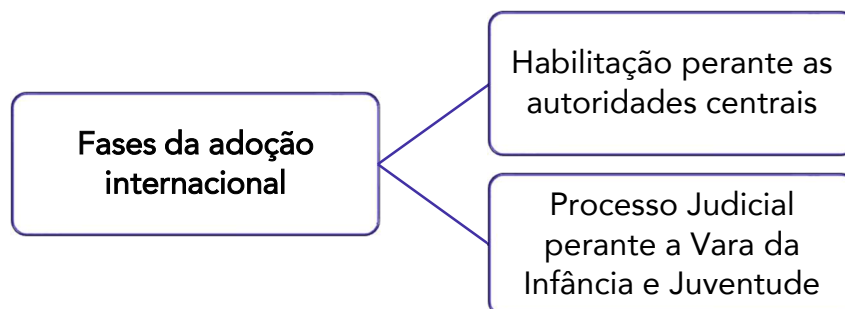 Fases da adoção
internacional
Habilitação perante as
autoridades centrais
Processo Judicial
perante a Vara da
Infância e Juventude